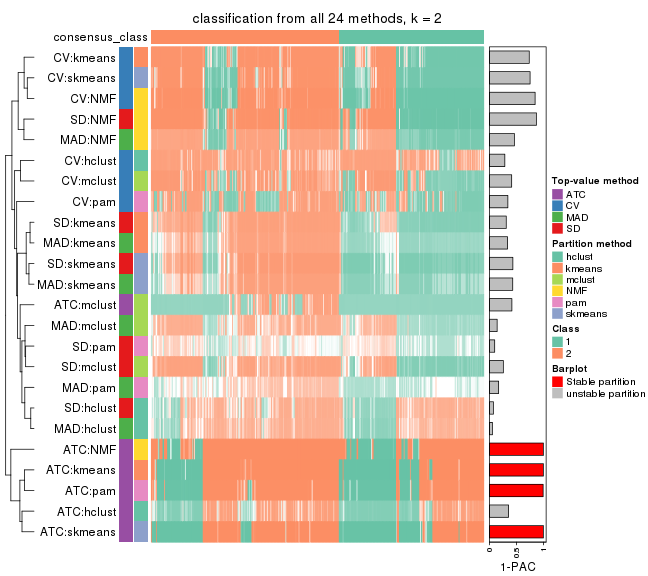 classification from all 24 methods, k = 2
consensus_class
CV:kmeans
CV:skmeans
CV:NMF
SD:NMF
MAD:NMF
CV:hclust
CV:mclust
CV:pam
SD:kmeans
MAD:kmeans
SD:skmeans
MAD:skmeans
ATC:mclust
MAD:mclust
SD:pam
SD:mclust
MAD:pam
SD:hclust
MAD:hclust
ATC:NMF
ATC:kmeans
ATC:pam
ATC:hclust
ATC:skmeans
0
0.5
1
1-PAC
Top-value method
ATC
CV
MAD
SD
Partition method
hclust
kmeans
mclust
NMF
pam
skmeans
Class
1
2
Barplot
Stable partition
unstable partition